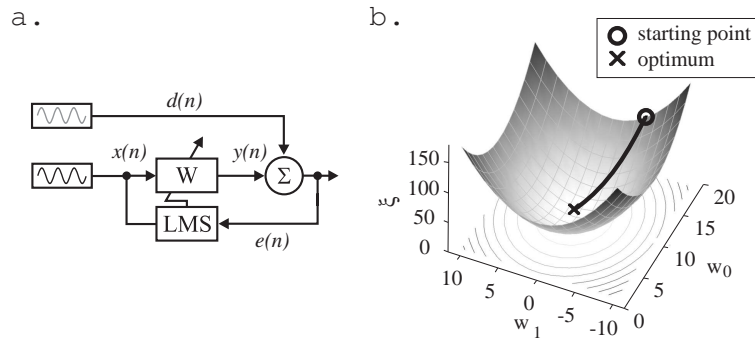 a.
d(n)
x(n)
W
y(n)
Σ
LMS
e(n)
b.
starting point
optimum
ξ
150
100
50
0
10
5
0
-5
-10
w1
0
5
10
15
20
w0